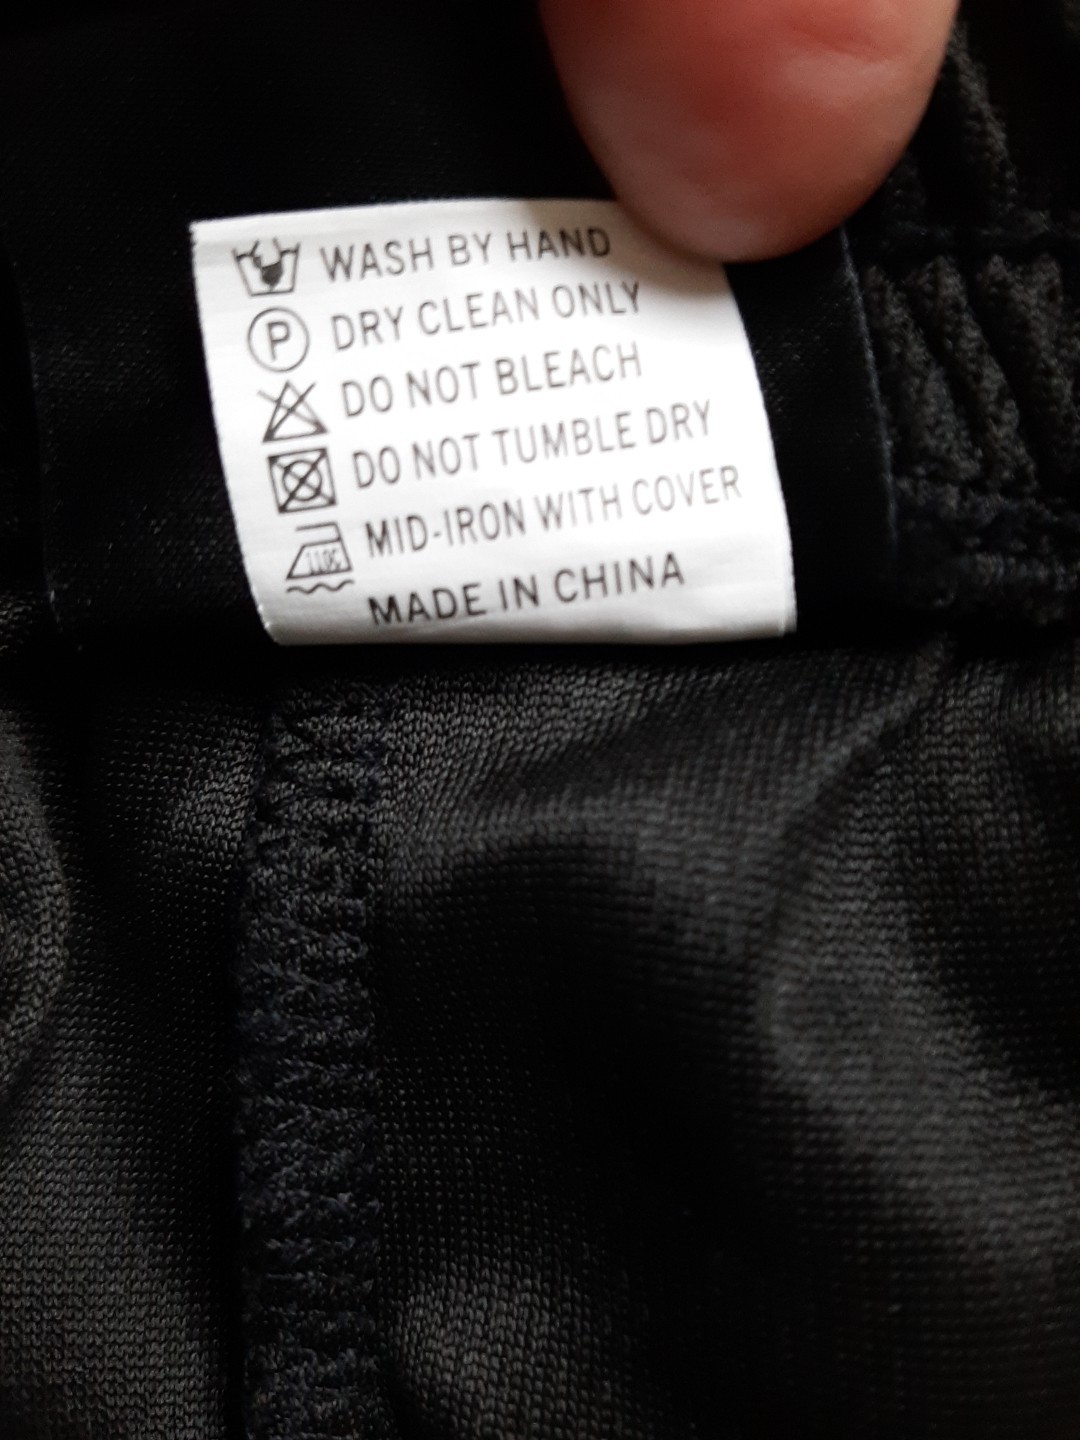 WASH BY HAND
P DRY CLEAN ONLY
DO NOT BLEACH
DO NOT TUMBLE DRY
MID-IRON WITH COVER
MADE IN CHINA